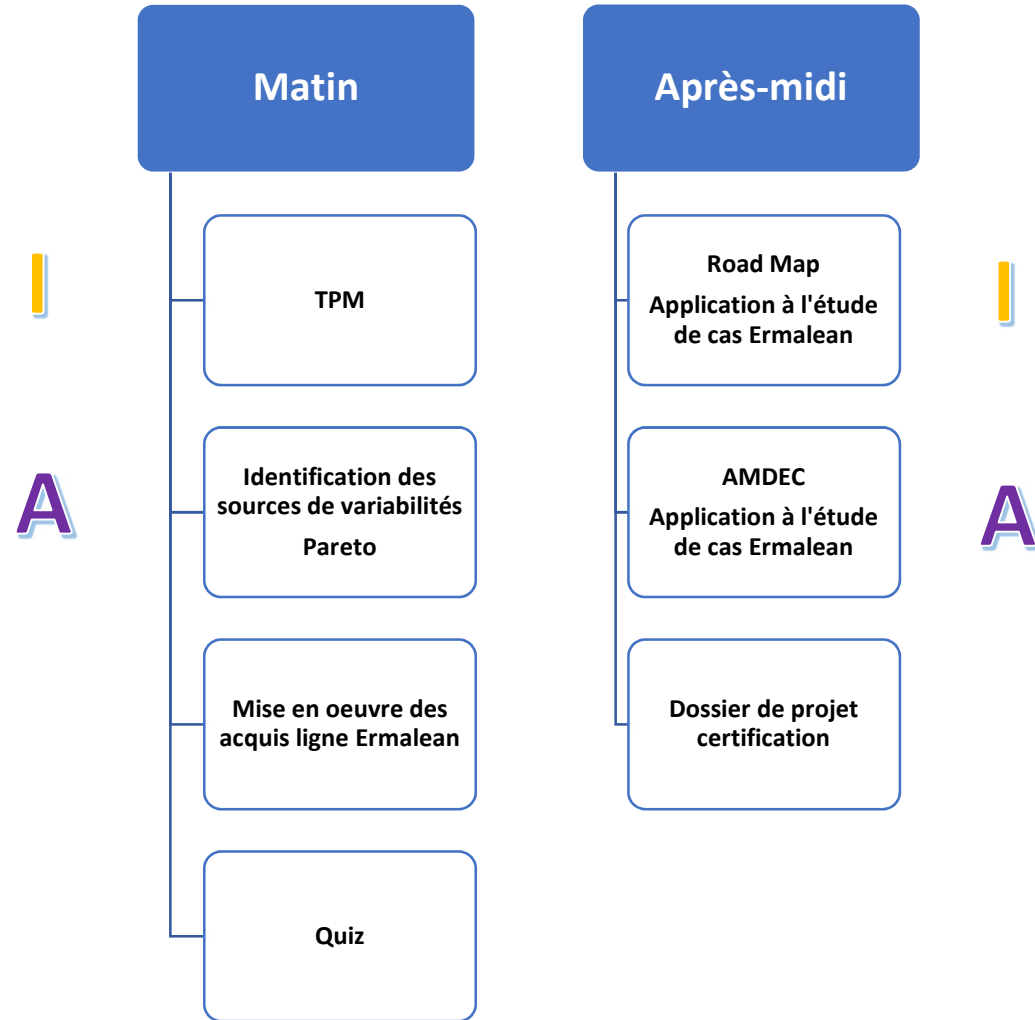 Matin
I
A
TPM
Identification des
sources de variabilités
Pareto
Mise en oeuvre des
acquis ligne Ermalean
Quiz
Après-midi
Road Map
Application à l'étude
de cas Ermalean
AMDEC
Application à l'étude
de cas Ermalean
Dossier de projet
certification
I
A